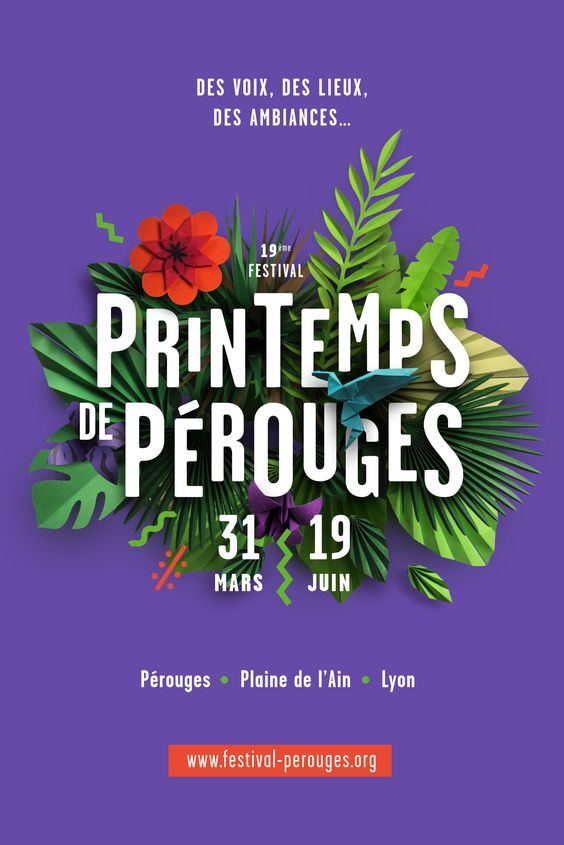 DES VOIX, DES LIEUX,
DES AMBIANCES...
19ème
FESTIVAL
PRINTEMPS
DE PÉROUGES
31 19
MARS JUIN
Pérouges • Plaine de l'Ain • Lyon
www.festival-perouges.org